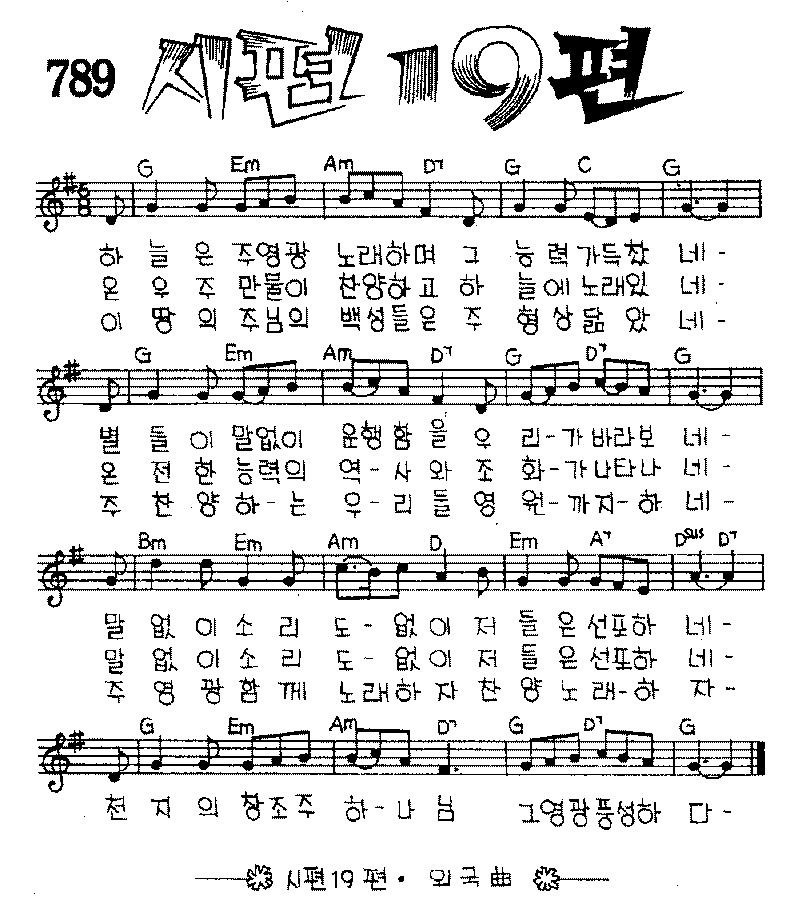 789 시편 19편
G Em Am D7 G C G
하 늘 은 주영광 노래하며 그 능력가득찼 네-
온 우 주 만물이 찬양하고 하 늘에노래있 네-
이 땅 의 주님의 백성들은 주 형상닮 았 네-
G Em Am D7 G D7 G
별 들 이 말없이 운행함 을 우 리-가 바라보 네-
온 전 한 능력의 역-사 와 조 화-가나타나 네-
주 찬 양 하-는 우-리 들 영 원-까지-하 네-
Bm Em Am D Em A7 Dsus D7
말 없 이 소 리 도- 없 이 저 들 은 선포하 네-
말 없 이 소 리 도- 없 이 저 들 은 선포하 네-
주 영 광 함 께 노래하 자 찬 양 노 래-하 자-
G Em Am D7 G D7 G
천 지 의 창조주 하-나 님 그영광풍성하 다-
시편19편· 외국曲